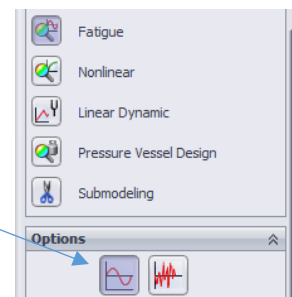 Fatigue
Nonlinear
Linear Dynamic
Pressure Vessel Design
Submodeling
Options